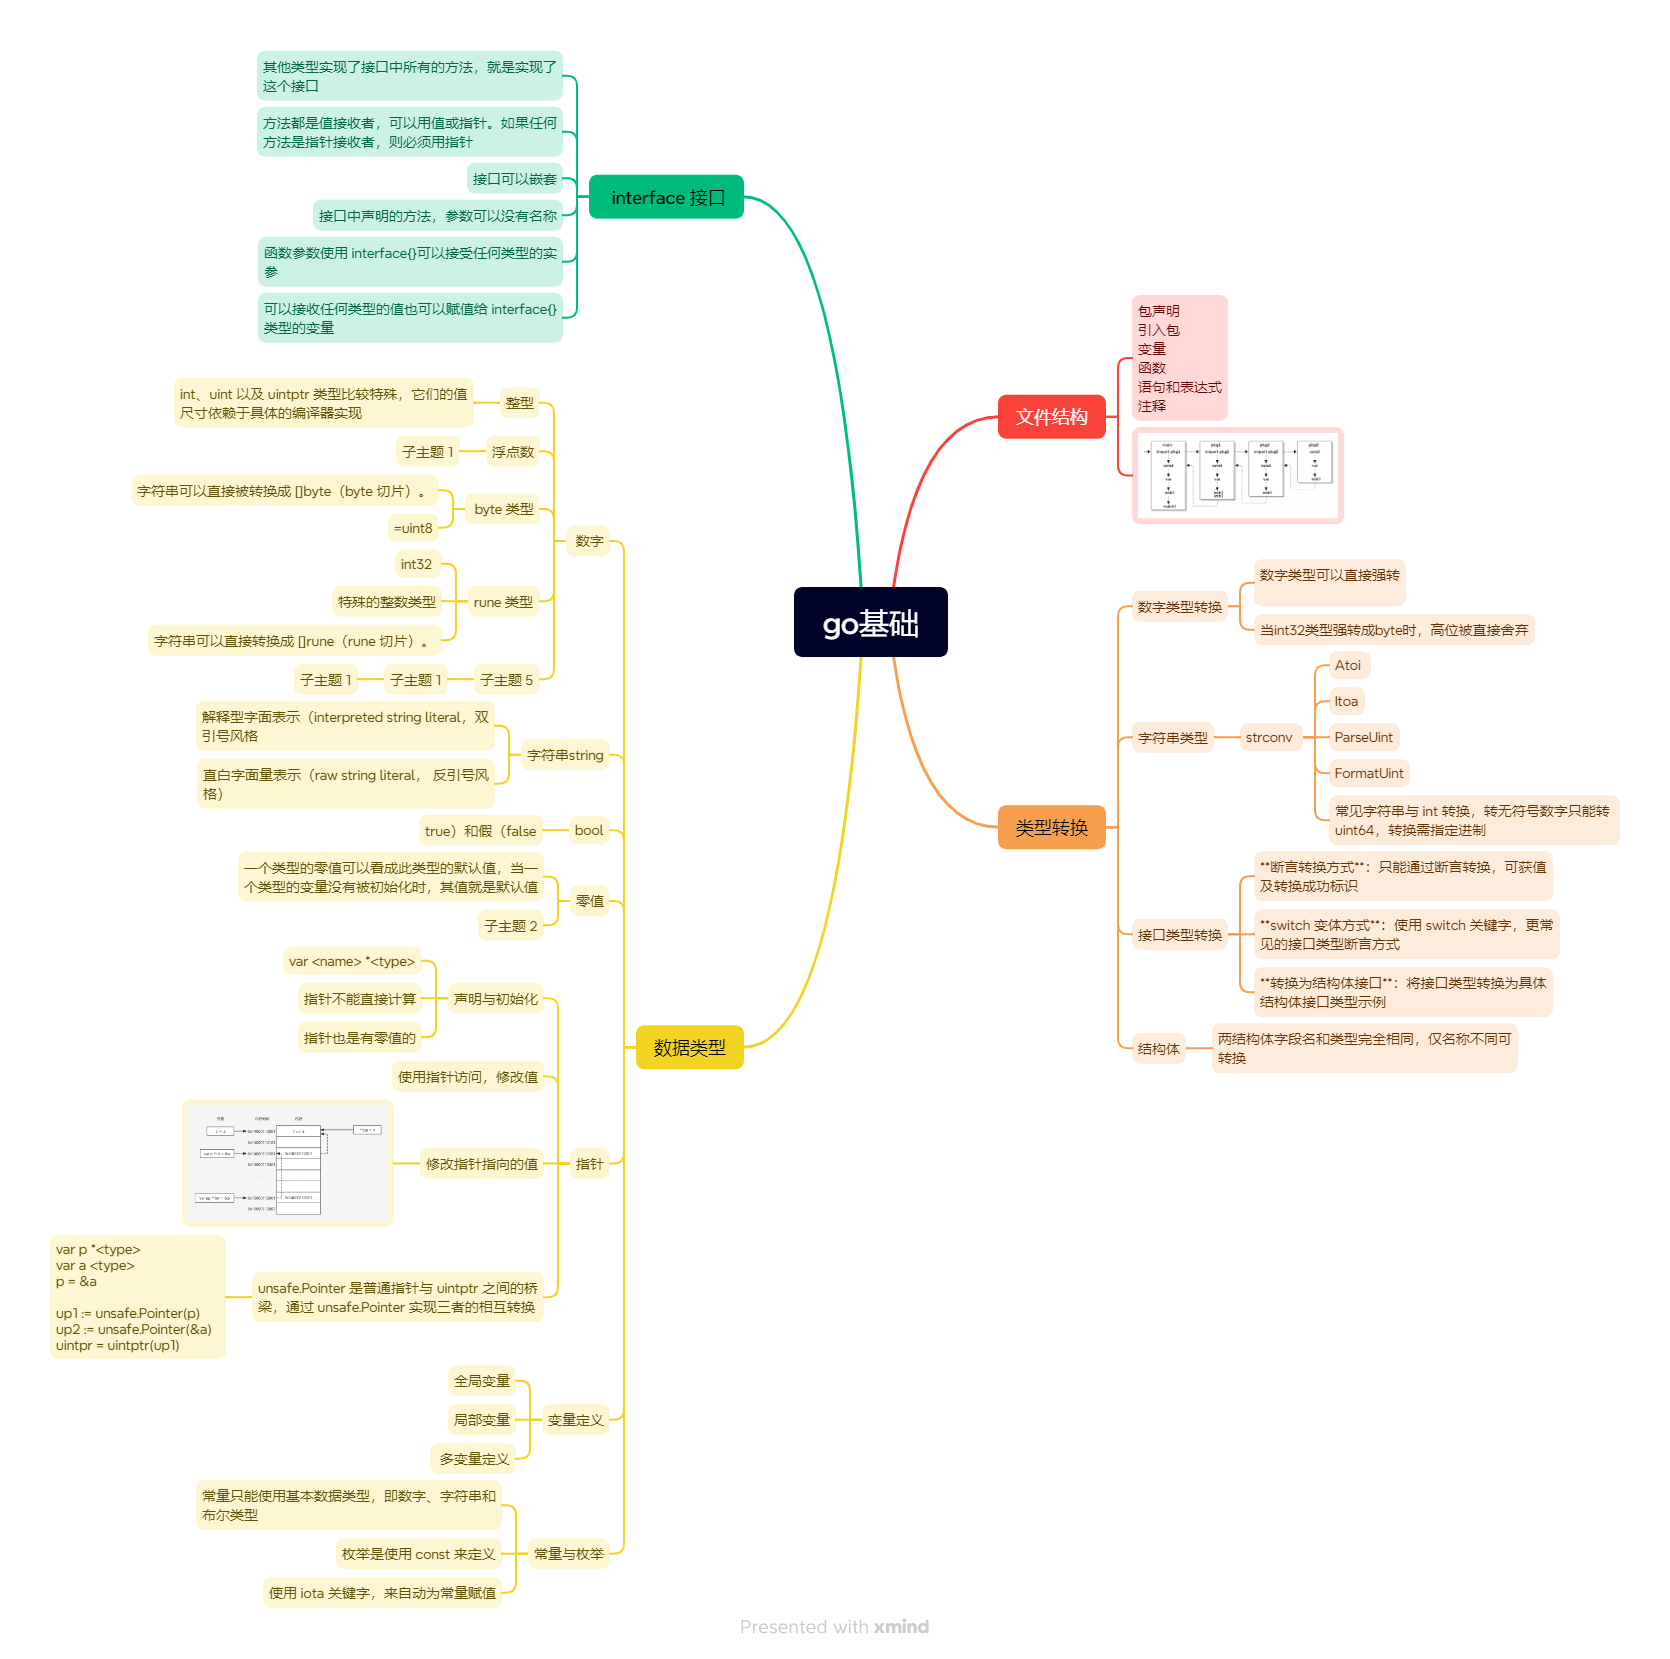 go基础
文件结构
包声明
引入包
变量
函数
语句和表达式
注释
main
import pkg1
const
var
init()
main()
pkg1
import pkg2
const
var
init()
pkg2
import pkg3
const
var
init()
pkg3
const
var
init()
类型转换
数字类型转换
数字类型可以直接强转
当int32类型强转成byte时，高位被直接舍弃
字符串类型
strconv
Atoi
Itoa
ParseUint
FormatUint
常见字符串与 int 转换，转无符号数字只能转
uint64，转换需指定进制
接口类型转换
**断言转换方式**：只能通过断言转换，可获值
及转换成功标识
**switch 变体方式**：使用 switch 关键字，更常
见的接口类型断言方式
**转换为结构体接口**：将接口类型转换为具体
结构体接口类型示例
结构体
两结构体字段名和类型完全相同，仅名称不同可
转换
interface 接口
其他类型实现了接口中所有的方法，就是实现了
这个接口
方法都是值接收者，可以用值或指针。如果任何
方法是指针接收者，则必须用指针
接口可以嵌套
接口中声明的方法，参数可以没有名称
函数参数使用 interface{}可以接受任何类型的实
参
可以接收任何类型的值也可以赋值给 interface{}
类型的变量
数据类型
数字
整型
int、uint 以及 uintptr 类型比较特殊，它们的值
尺寸依赖于具体的编译器实现
浮点数
子主题 1
byte 类型
字符串可以直接被转换成 []byte（byte 切片）。
=uint8
rune 类型
int32
特殊的整数类型
字符串可以直接转换成 []rune（rune 切片）。
子主题 5
子主题 1
子主题 1
字符串string
解释型字面表示（interpreted string literal，双
引号风格
直白字面量表示（raw string literal， 反引号风
格）
bool
true）和假（false
零值
一个类型的零值可以看成此类型的默认值，当一
个类型的变量没有被初始化时，其值就是默认值
子主题 2
指针
声明与初始化
var <name> *<type>
指针不能直接计算
指针也是有零值的
使用指针访问，修改值
修改指针指向的值
unsafe.Pointer 是普通指针与 uintptr 之间的桥
梁，通过 unsafe.Pointer 实现三者的相互转换
var p *<type>
var a <type>
p = &a
up1 := unsafe.Pointer(p)
up2 := unsafe.Pointer(&a)
uintpr = uintptr(up1)
变量定义
全局变量
局部变量
多变量定义
常量与枚举
常量只能使用基本数据类型，即数字、字符串和
布尔类型
枚举是使用 const 来定义
使用 iota 关键字，来自动为常量赋值
Presented with xmind